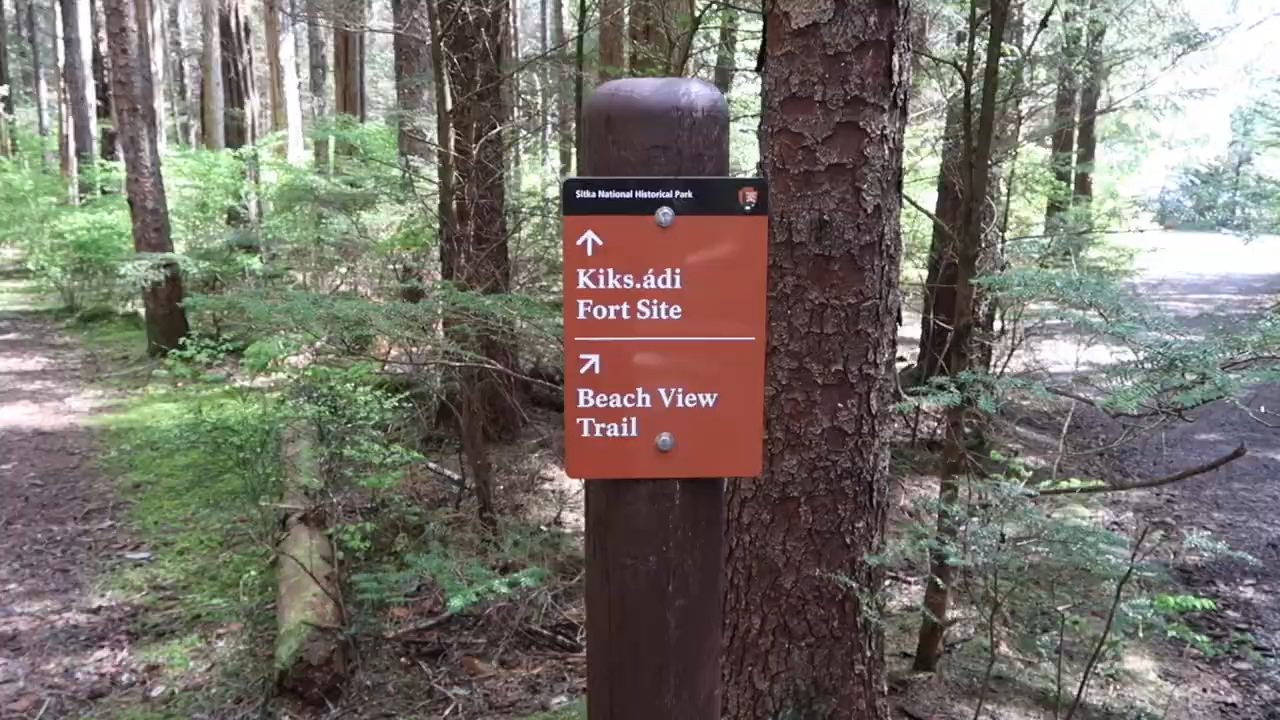 Sitka National Historical Park
↑
Kiks.ádi
Fort Site
↗
Beach View
Trail